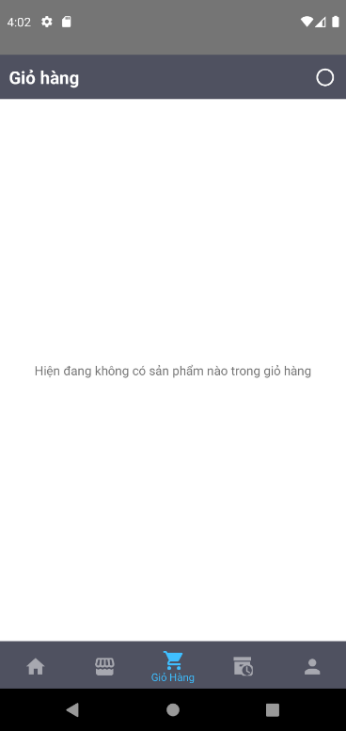 4:02
Giỏ hàng
Hiện đang không có sản phẩm nào trong giỏ hàng
Giỏ Hàng